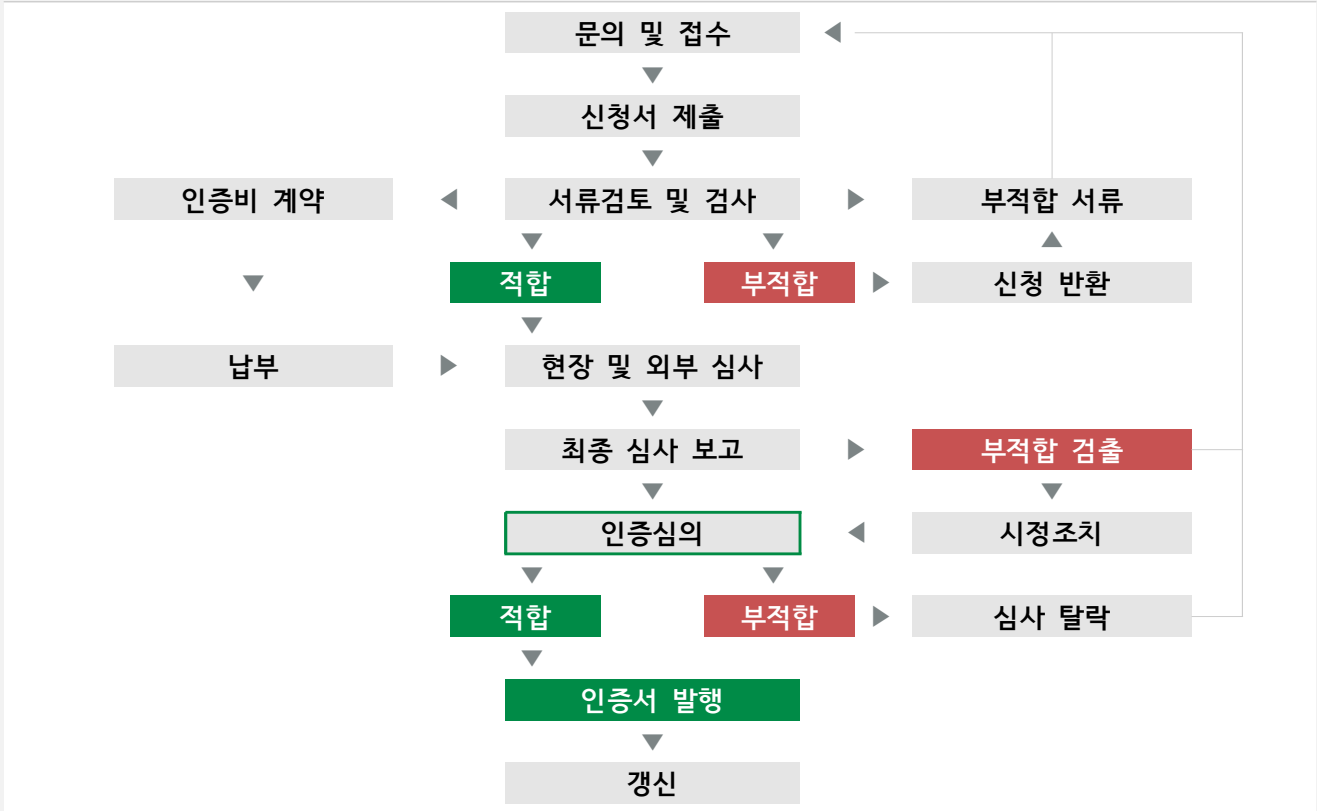 문의 및 접수
신청서 제출
인증비 계약
서류검토 및 검사
부적합 서류
적합
부적합
신청 반환
납부
현장 및 외부 심사
최종 심사 보고
부적합 검출
인증심의
시정조치
적합
부적합
심사 탈락
인증서 발행
갱신